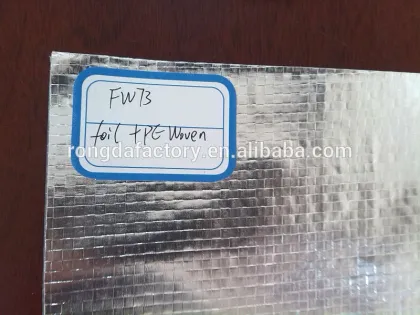 FW73
foil +PE Woven
rongdafactory.en.alibaba.com